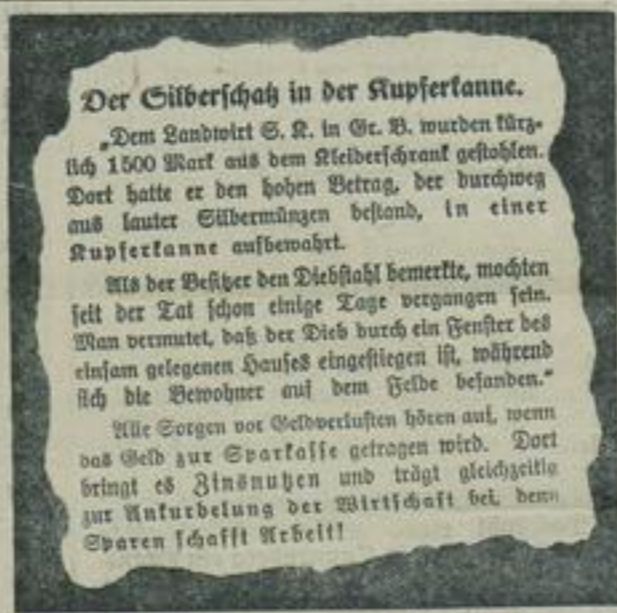 Der Silberschatz in der Kupferkanne.
„Dem Landwirt S. K. in Gr. B. wurden kürz-
lich 1500 Mark aus dem Kleiderschrank gestohlen.
Dort hatte er den hohen Betrag, der durchweg
aus lauter Silbermünzen bestand, in einer
Kupferkanne aufbewahrt.
Als der Besitzer den Diebstahl bemerkte, mochten
seit der Tat schon einige Tage vergangen sein.
Man vermutet, daß der Dieb durch ein Fenster des
einsam gelegenen Hauses eingestiegen ist, während
sich die Bewohner auf dem Felde befanden."
Alle Sorgen vor Geldverlusten hören auf, wenn
das Geld zur Sparkasse getragen wird. Dort
bringt es Zinsnutzen und trägt gleichzeitig
zur Ankurbelung der Wirtschaft bei, denn
Sparen schafft Arbeit!